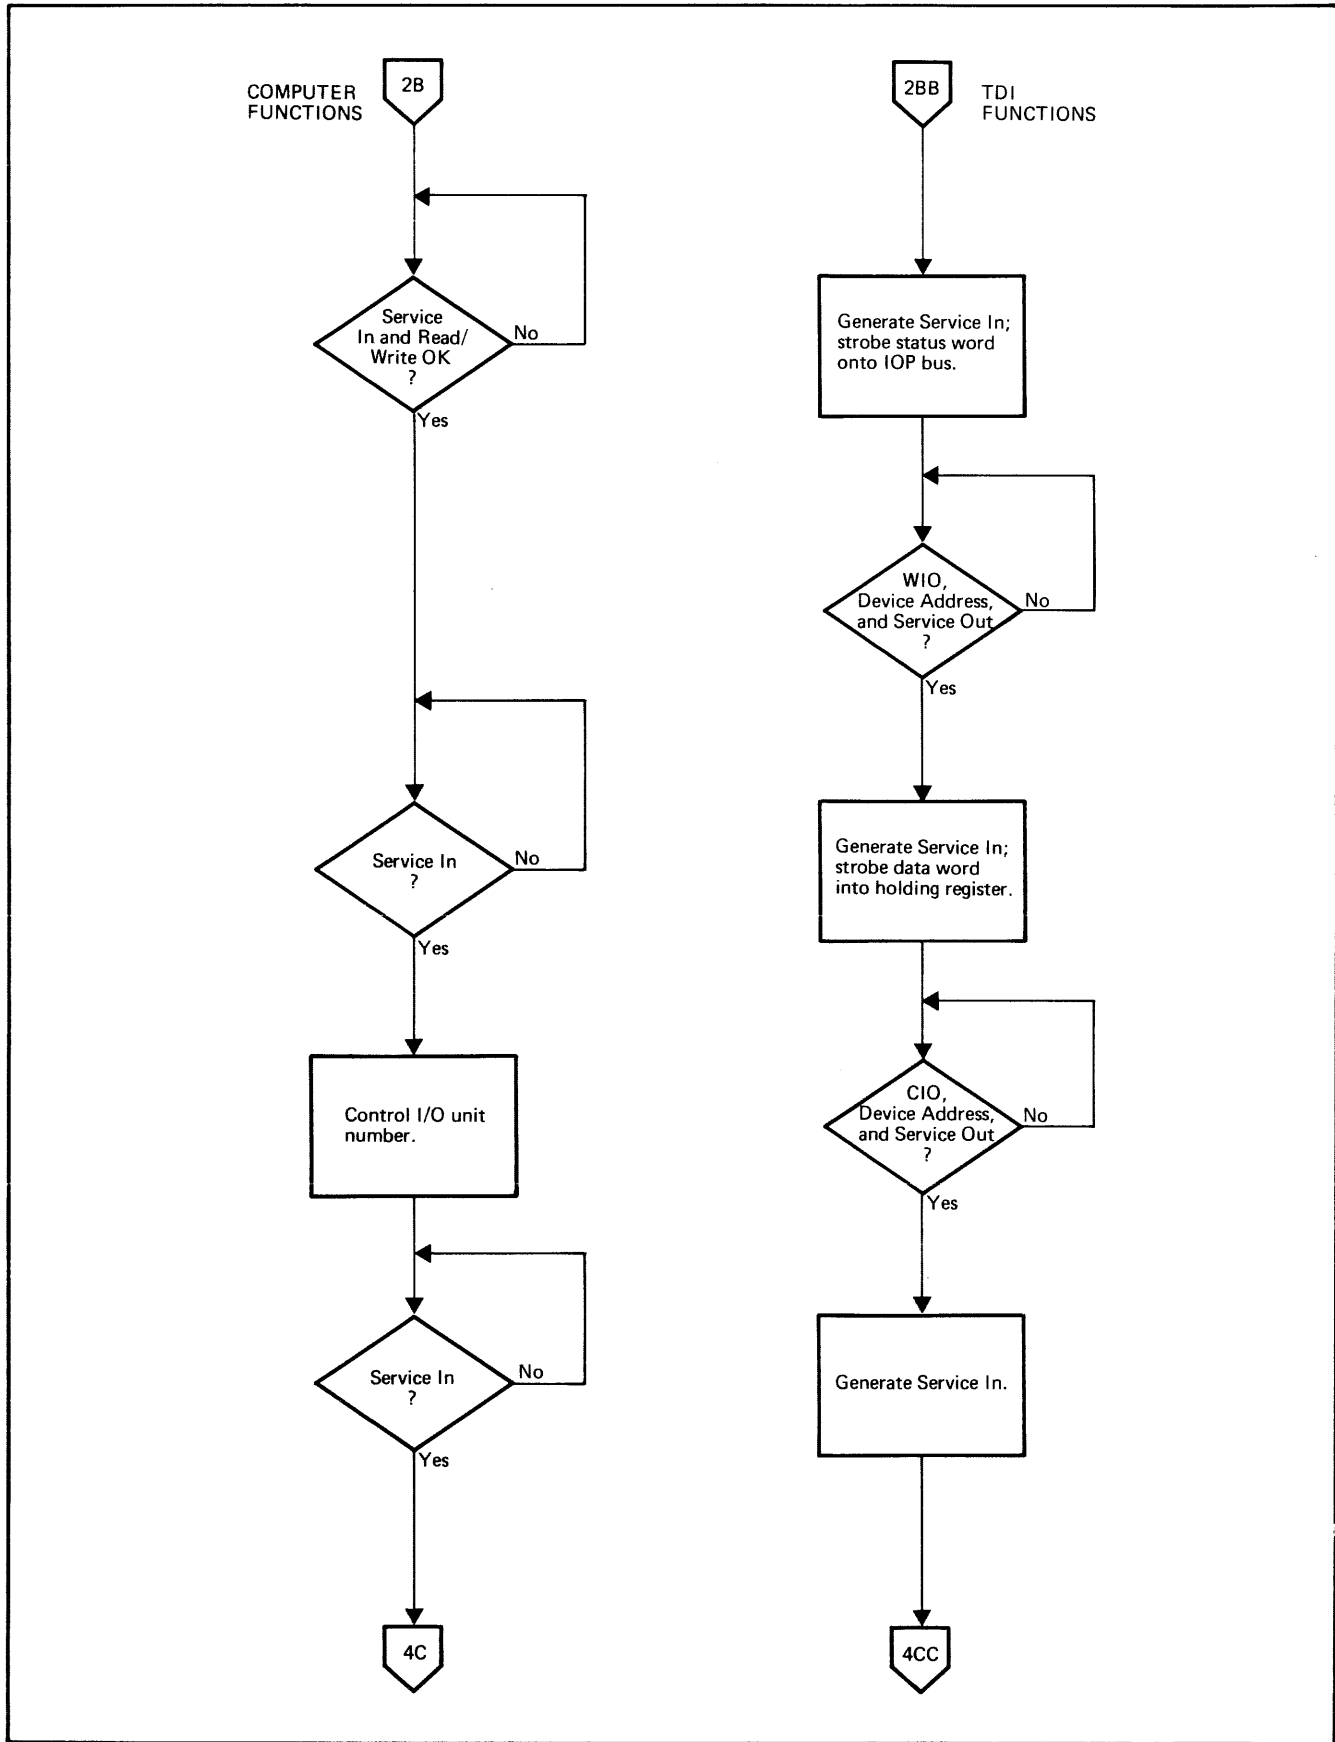 COMPUTER
FUNCTIONS
2B
Service
In and Read/
Write OK
?
No
Yes
Service In
?
No
Yes
Control I/O unit
number.
Service In
?
No
Yes
4C
2BB
TDI
FUNCTIONS
Generate Service In;
strobe status word
onto IOP bus.
WIO,
Device Address,
and Service Out
?
No
Yes
Generate Service In;
strobe data word
into holding register.
CIO,
Device Address,
and Service Out
?
No
Yes
Generate Service In.
4CC